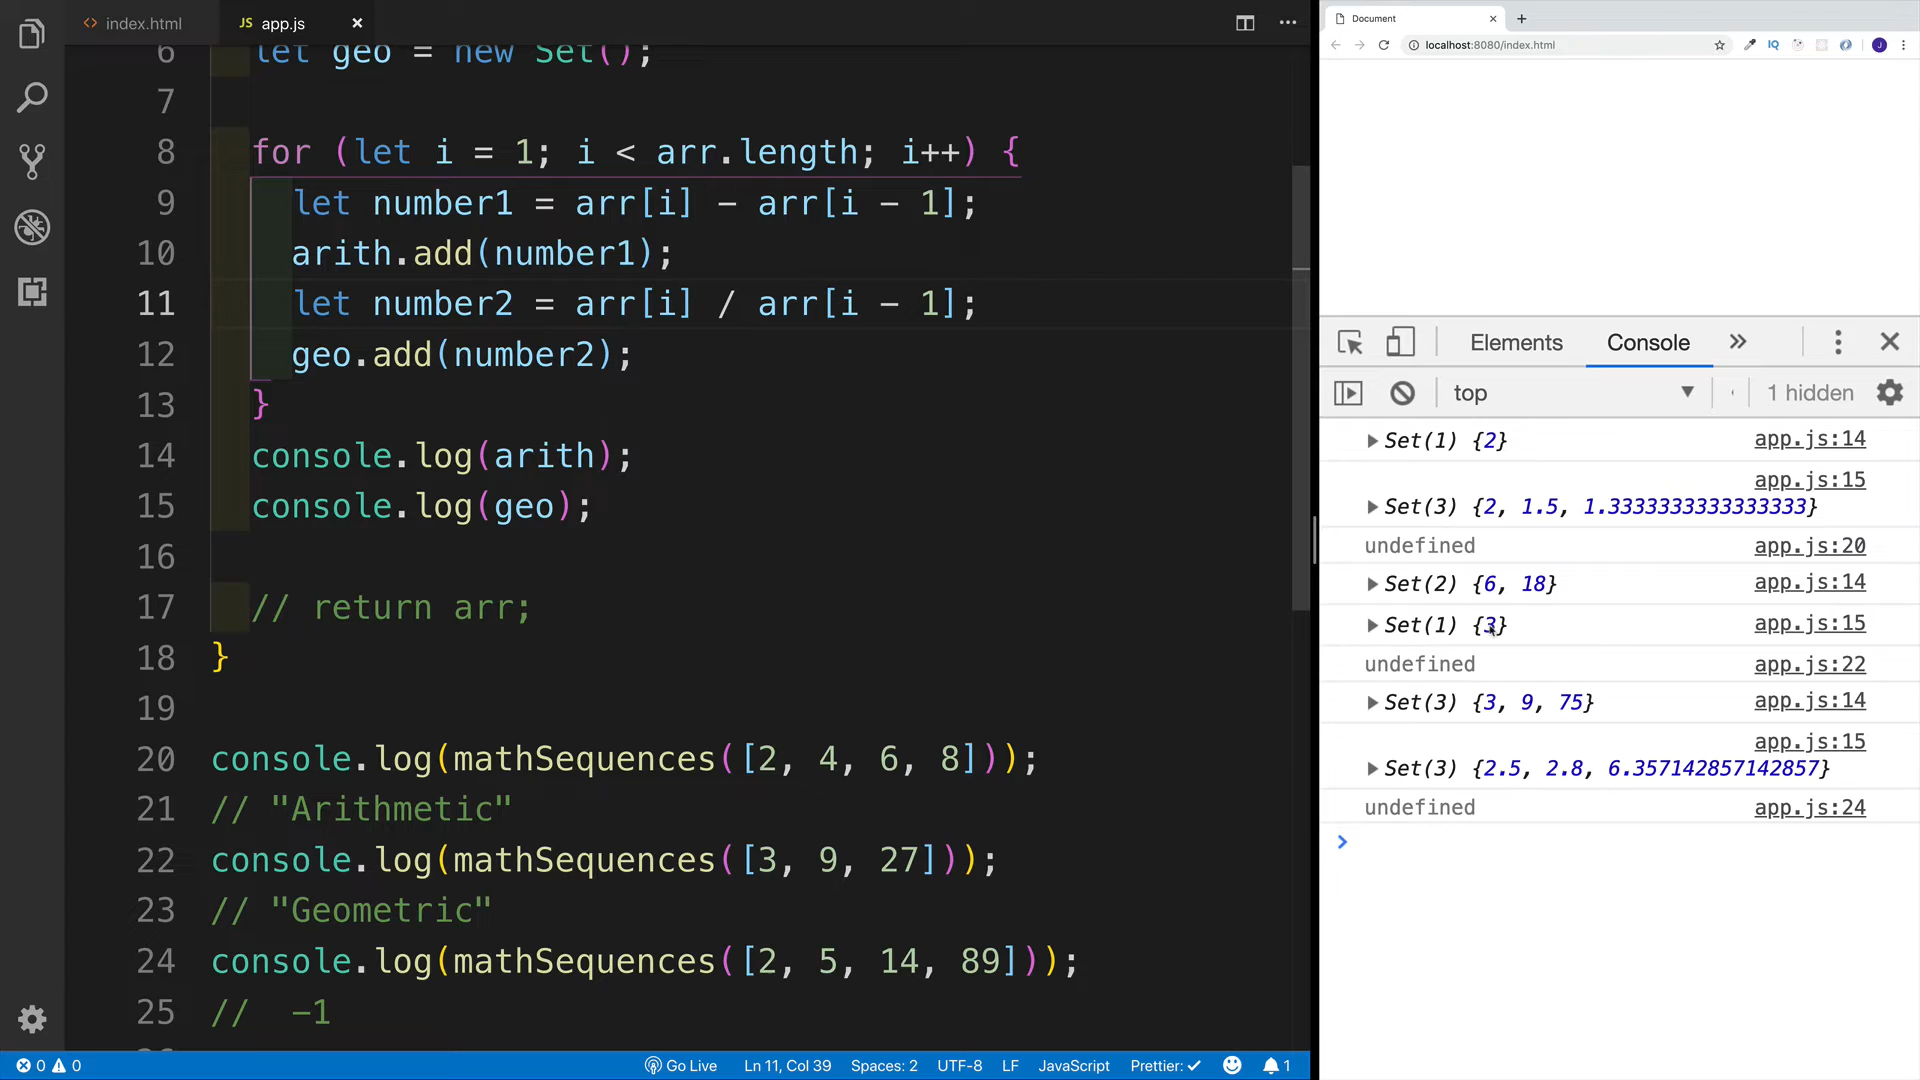 <> index.html
JS app.js ×
6 let geo = new Set();
7
8 for (let i = 1; i < arr.length; i++) {
9 let number1 = arr[i] - arr[i - 1];
10 arith.add(number1);
11 let number2 = arr[i] / arr[i - 1];
12 geo.add(number2);
13 }
14 console.log(arith);
15 console.log(geo);
16
17 // return arr;
18 }
19
20 console.log(mathSequences([2, 4, 6, 8]));
21 // "Arithmetic"
22 console.log(mathSequences([3, 9, 27]));
23 // "Geometric"
24 console.log(mathSequences([2, 5, 14, 89]));
25 // -1
0 0 Go Live Ln 11, Col 39 Spaces: 2 UTF-8 LF JavaScript Prettier: ✓ 1
Document
localhost:8080/index.html IQ J
Elements Console »
top 1 hidden
Set(1) {2} app.js:14
app.js:15
Set(3) {2, 1.5, 1.3333333333333333}
undefined app.js:20
Set(2) {6, 18} app.js:14
Set(1) {3} app.js:15
undefined app.js:22
Set(3) {3, 9, 75} app.js:14
app.js:15
Set(3) {2.5, 2.8, 6.357142857142857}
undefined app.js:24